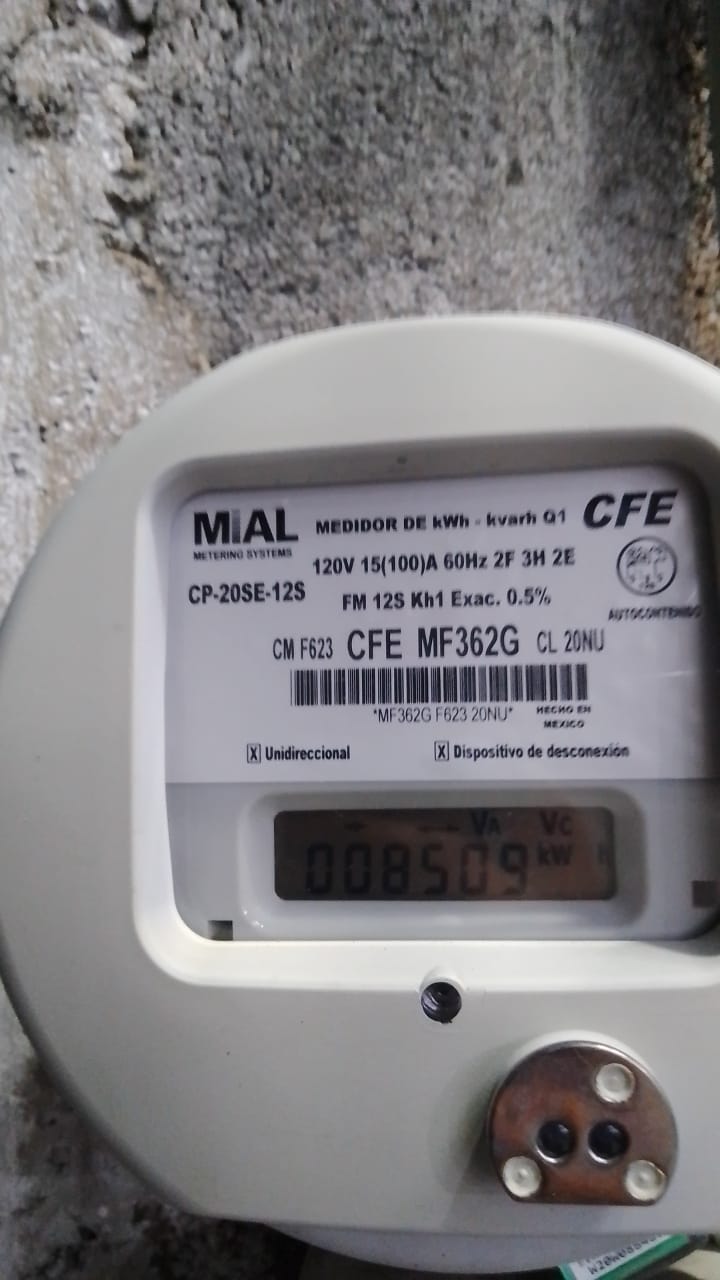 MIAL
METERING SYSTEMS
MEDIDOR DE kWh - kvarh Q1
CFE
120V 15(100)A 60Hz 2F 3H 2E
CP-20SE-12S
FM 12S Kh1 Exac. 0.5%
AUTOCONTENIDO
CM F623 CFE MF362G CL 20NU
*MF362G F623 20NU*
HECHO EN
MEXICO
X Unidireccional
X Dispositivo de desconexión
VA VC
008509 kW h